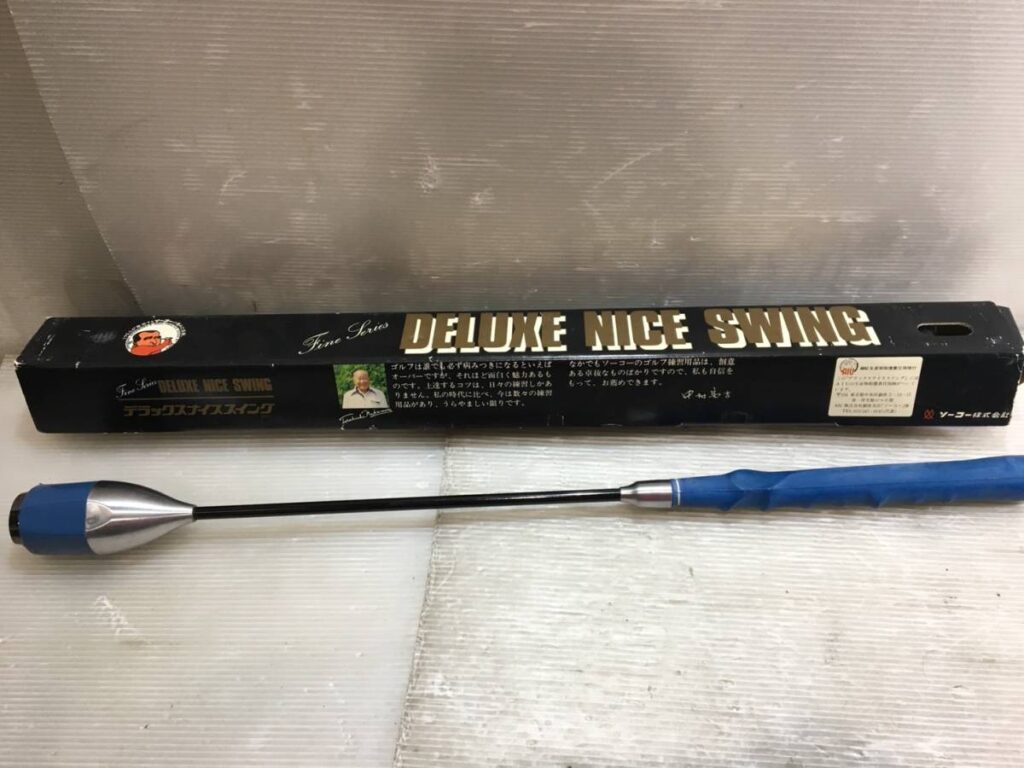 Fine Series DELUXE NICE SWING
Fine Series DELUXE NICE SWING
デラックスナイススイング
ゴルフは誰でも必ず病みつきになるといえば
オーバーですが、それほど面白く魅力あるも
のです。上達するコツは、日々の練習しかあ
りません。私の時代に比べ、今は数々の練習
用品があり、うらやましい限りです。
なかでもソーコーのゴルフ練習用品は、創意
ある卓抜なものばかりですので、私も自信を
もって、お薦めできます。
ソーコー株式会社